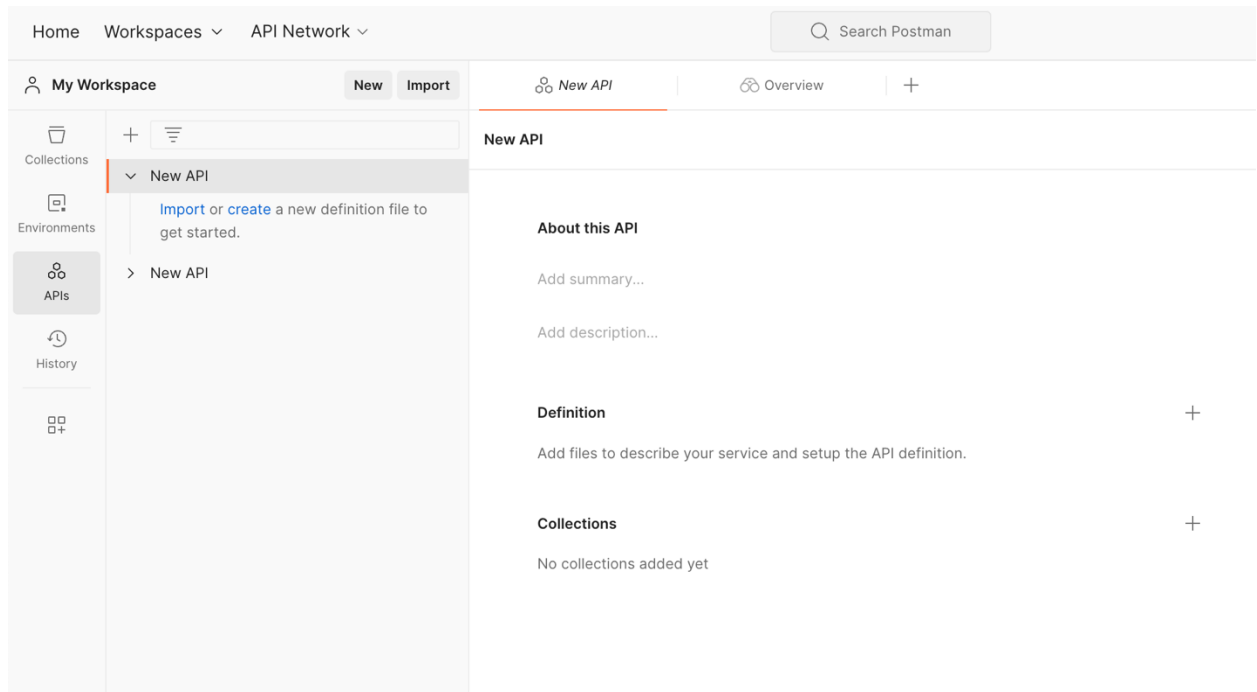 Home Workspaces API Network Search Postman
My Workspace New Import New API Overview
Collections
New API
New API
Import or create a new definition file to
get started.
Environments
About this API
New API
APIs
Add summary...
History
Add description...
Definition
Add files to describe your service and setup the API definition.
Collections
No collections added yet